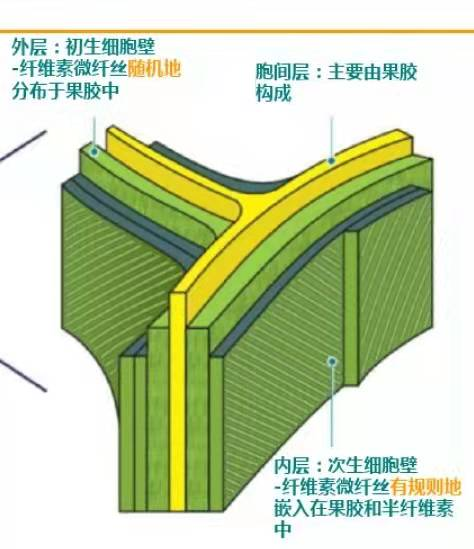 外层：初生细胞壁
-纤维素微纤丝随机地
分布于果胶中
胞间层：主要由果胶
构成
内层：次生细胞壁
-纤维素微纤丝有规则地
嵌入在果胶和半纤维素
中